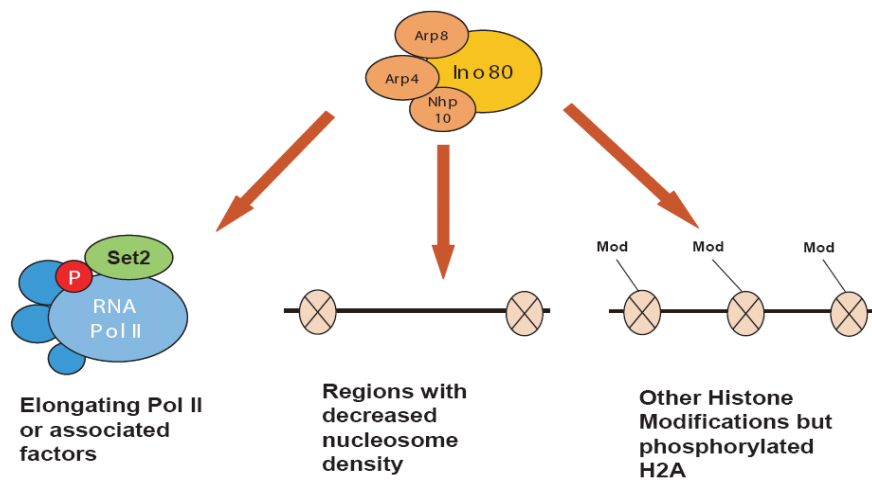 Arp8
Ino80
Arp4
Nhp
10
Mod
Mod
Mod
Set2
P
RNA
Pol II
Elongating Pol II
or associated
factors
Regions with
decreased
nucleosome
density
Other Histone
Modifications but
phosphorylated
H2A